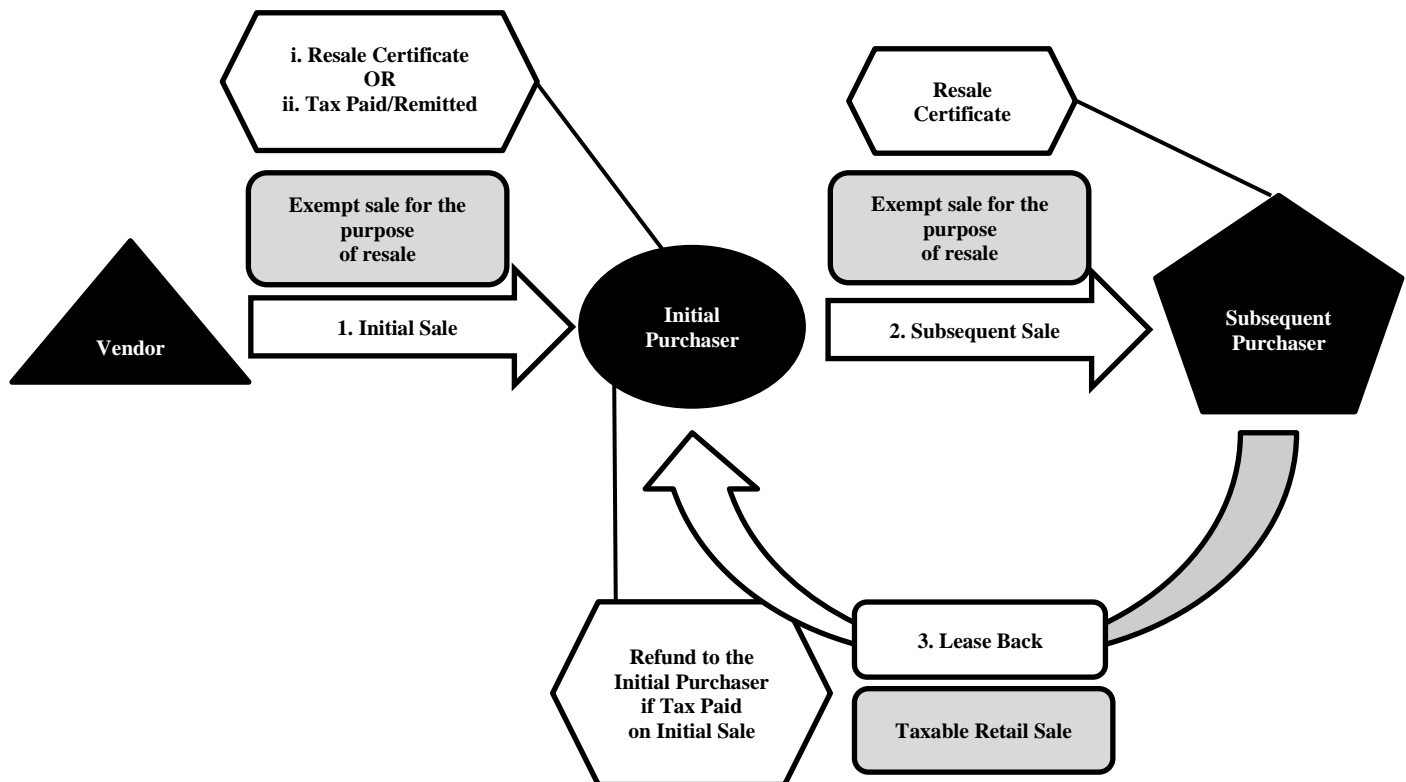 i. Resale Certificate
OR
ii. Tax Paid/Remitted
Resale
Certificate
Exempt sale for the
purpose
of resale
Exempt sale for the
purpose
of resale
Vendor
1. Initial Sale
Initial
Purchaser
2. Subsequent Sale
Subsequent
Purchaser
Refund to the
Initial Purchaser
if Tax Paid
on Initial Sale
3. Lease Back
Taxable Retail Sale